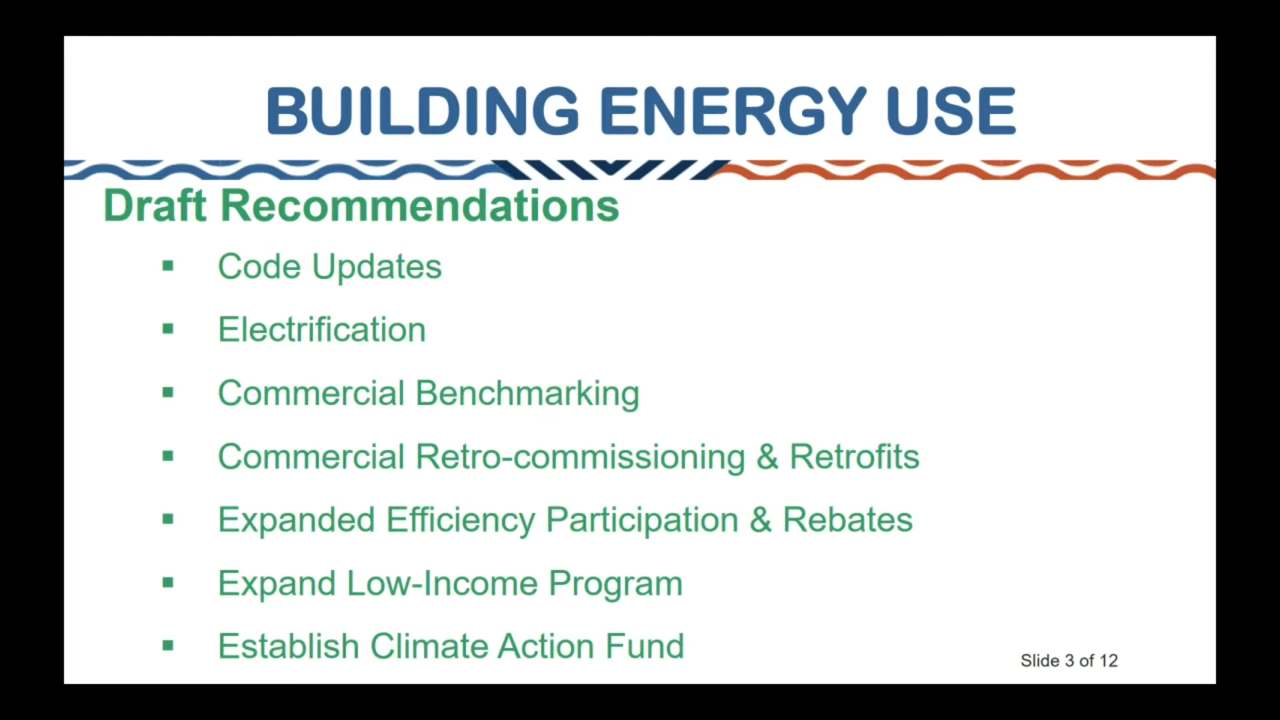 BUILDING ENERGY USE
Draft Recommendations
▪ Code Updates
▪ Electrification
▪ Commercial Benchmarking
▪ Commercial Retro-commissioning & Retrofits
▪ Expanded Efficiency Participation & Rebates
▪ Expand Low-Income Program
▪ Establish Climate Action Fund
Slide 3 of 12